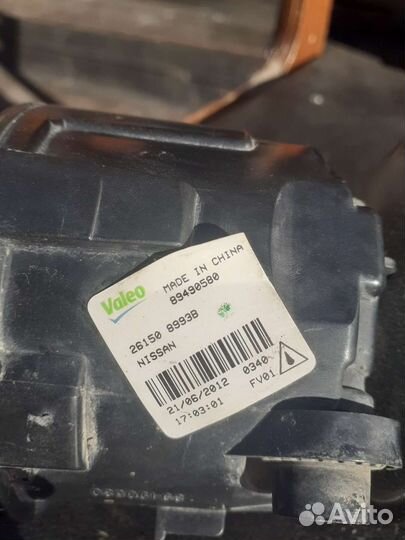 Valeo
MADE IN CHINA
89490580
26150 8993B
NISSAN
21/06/2012 0340
17:03:01 FV01
Avito